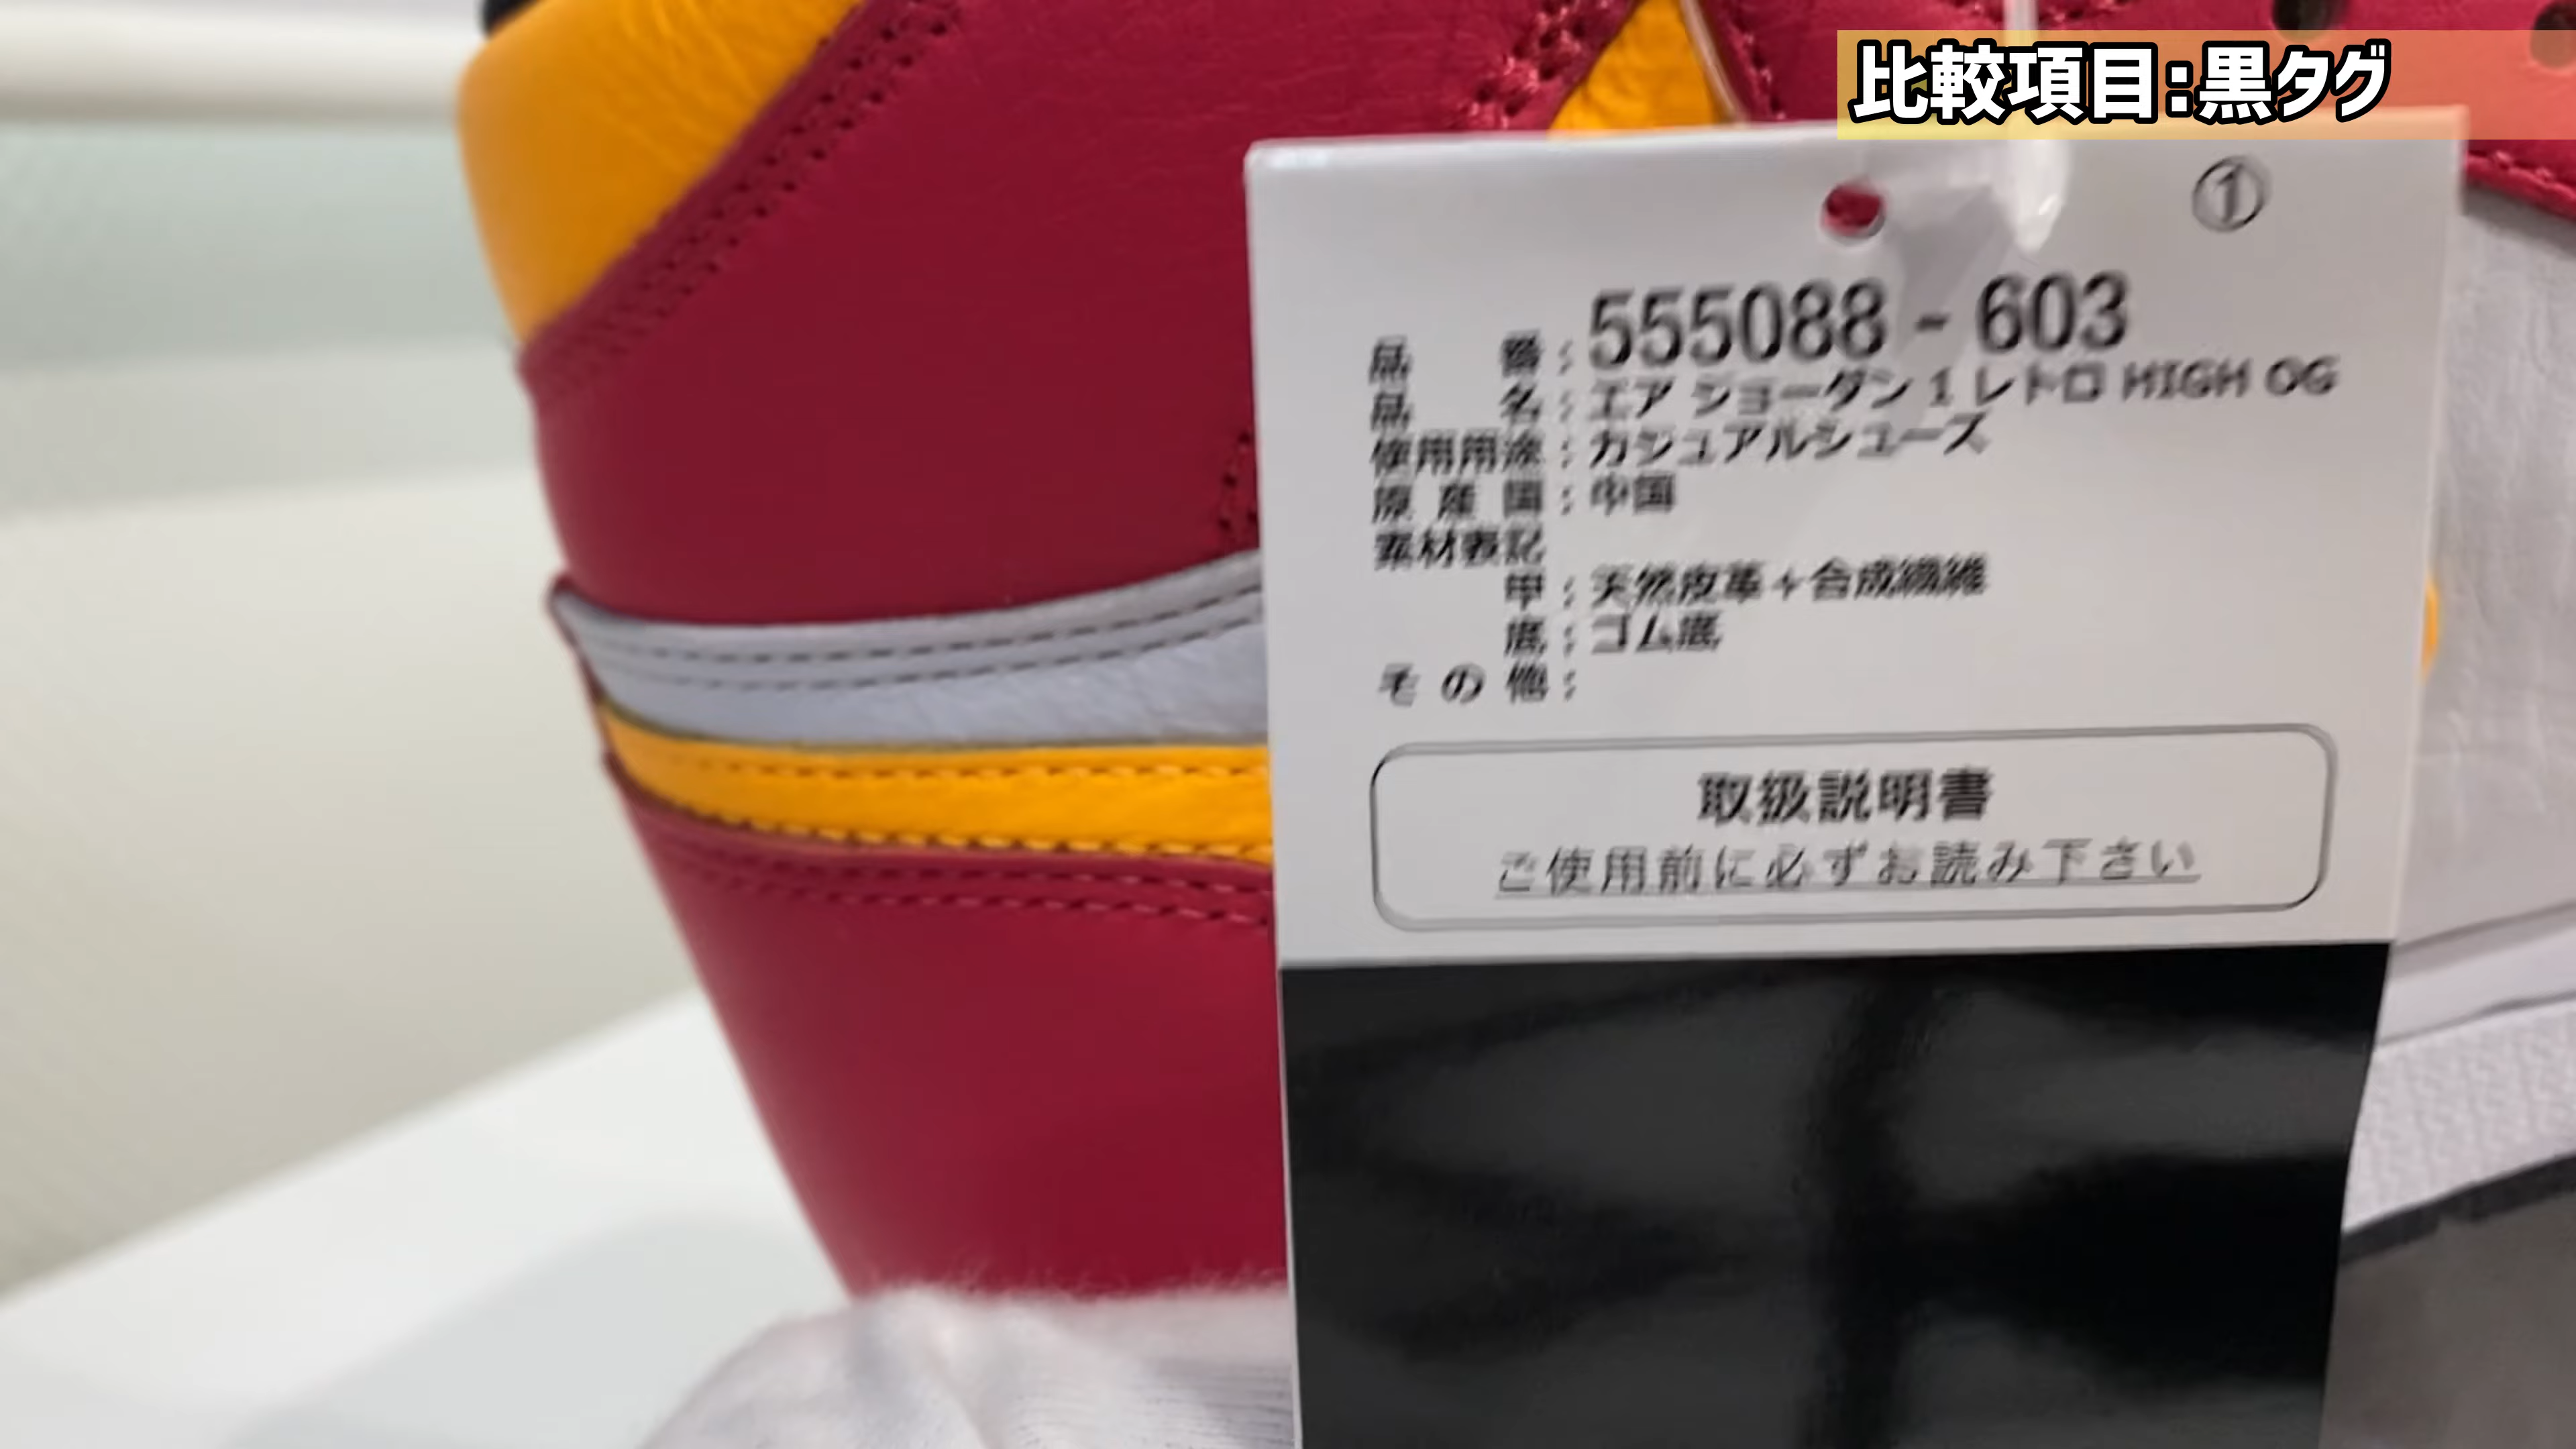 比較項目：黒タグ
①
品番：555088-603
品名：エア ジョーダン 1 レトロ HIGH OG
使用用途：カジュアルシューズ
原産国：中国
素材表記
甲：天然皮革+合成繊維
底：ゴム底
その他：
取扱説明書
ご使用前に必ずお読み下さい